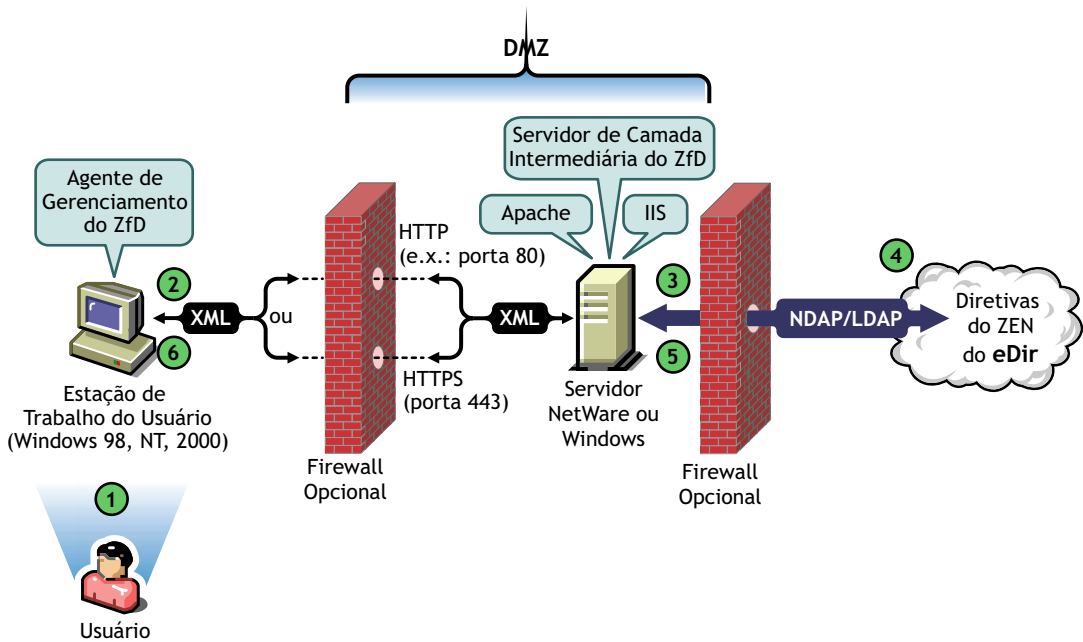 DMZ
Servidor de Camada
Intermediária do ZfD
Agente de
Gerenciamento
do ZfD
Apache
IIS
HTTP
(e.x.: porta 80)
2
3
4
XML
ou
XML
NDAP/LDAP
Diretivas
do ZEN
do eDir
6
5
HTTPS
(porta 443)
Estação de
Trabalho do Usuário
(Windows 98, NT, 2000)
Servidor
NetWare ou
Windows
Firewall
Opcional
Firewall
Opcional
1
Usuário